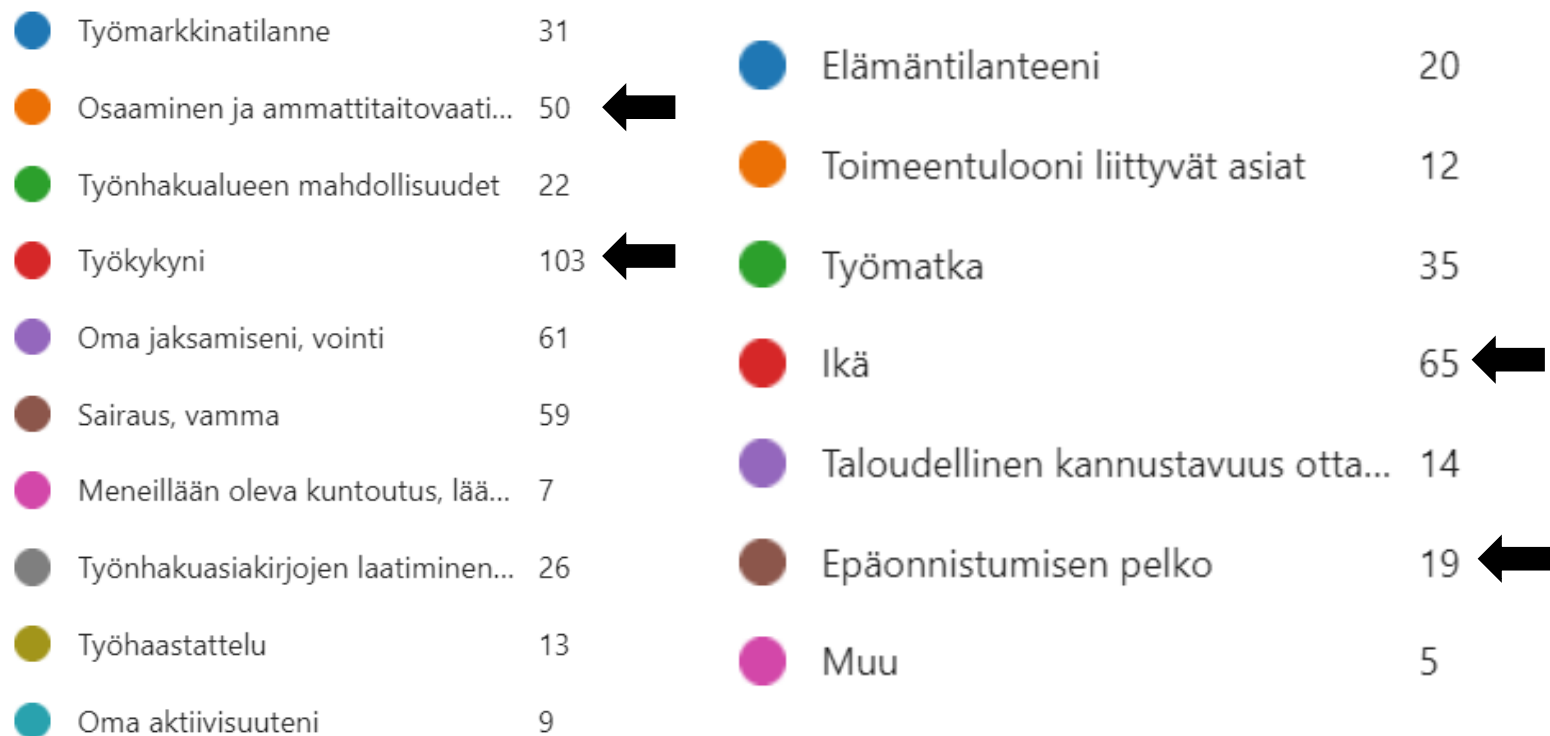 Työmarkkinatilanne 31
Osaaminen ja ammattitaitovaati... 50
Työnhakualueen mahdollisuudet 22
Työkykyni 103
Oma jaksamiseni, vointi 61
Sairaus, vamma 59
Meneillään oleva kuntoutus, lää... 7
Työnhakuasiakirjojen laatiminen... 26
Työhaastattelu 13
Oma aktiivisuuteni 9
Elämäntilanteeni 20
Toimeentulooni liittyvät asiat 12
Työmatka 35
Ikä 65
Taloudellinen kannustavuus otta... 14
Epäonnistumisen pelko 19
Muu 5